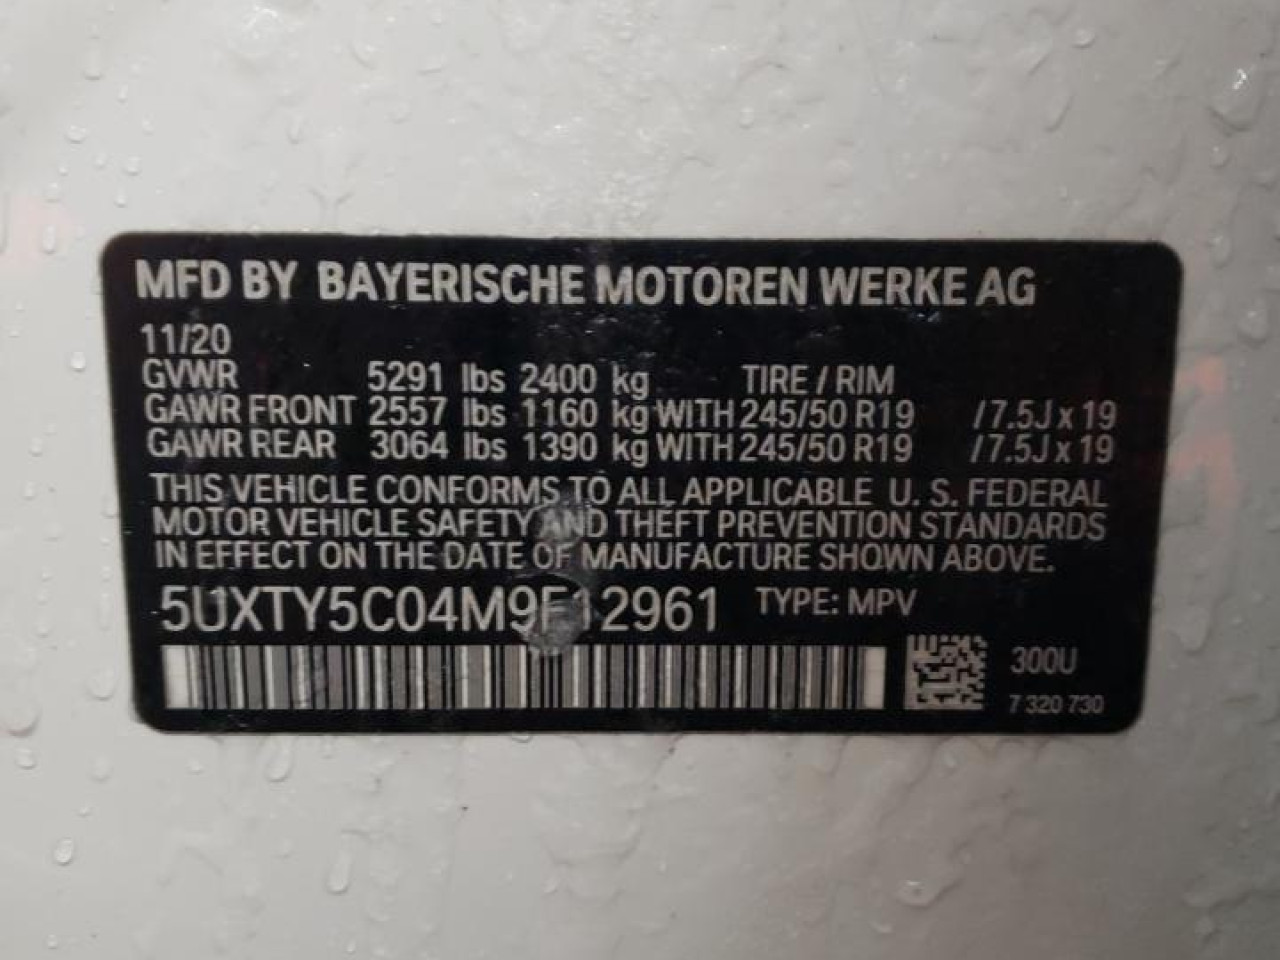 MFD BY BAYERISCHE MOTOREN WERKE AG
11/20
GVWR 5291 lbs 2400 kg TIRE / RIM
GAWR FRONT 2557 lbs 1160 kg WITH 245/50 R19 / 7.5J x 19
GAWR REAR 3064 lbs 1390 kg WITH 245/50 R19 / 7.5J x 19
THIS VEHICLE CONFORMS TO ALL APPLICABLE U. S. FEDERAL
MOTOR VEHICLE SAFETY AND THEFT PREVENTION STANDARDS
IN EFFECT ON THE DATE OF MANUFACTURE SHOWN ABOVE.
TYPE: MPV
300U
7 320 730